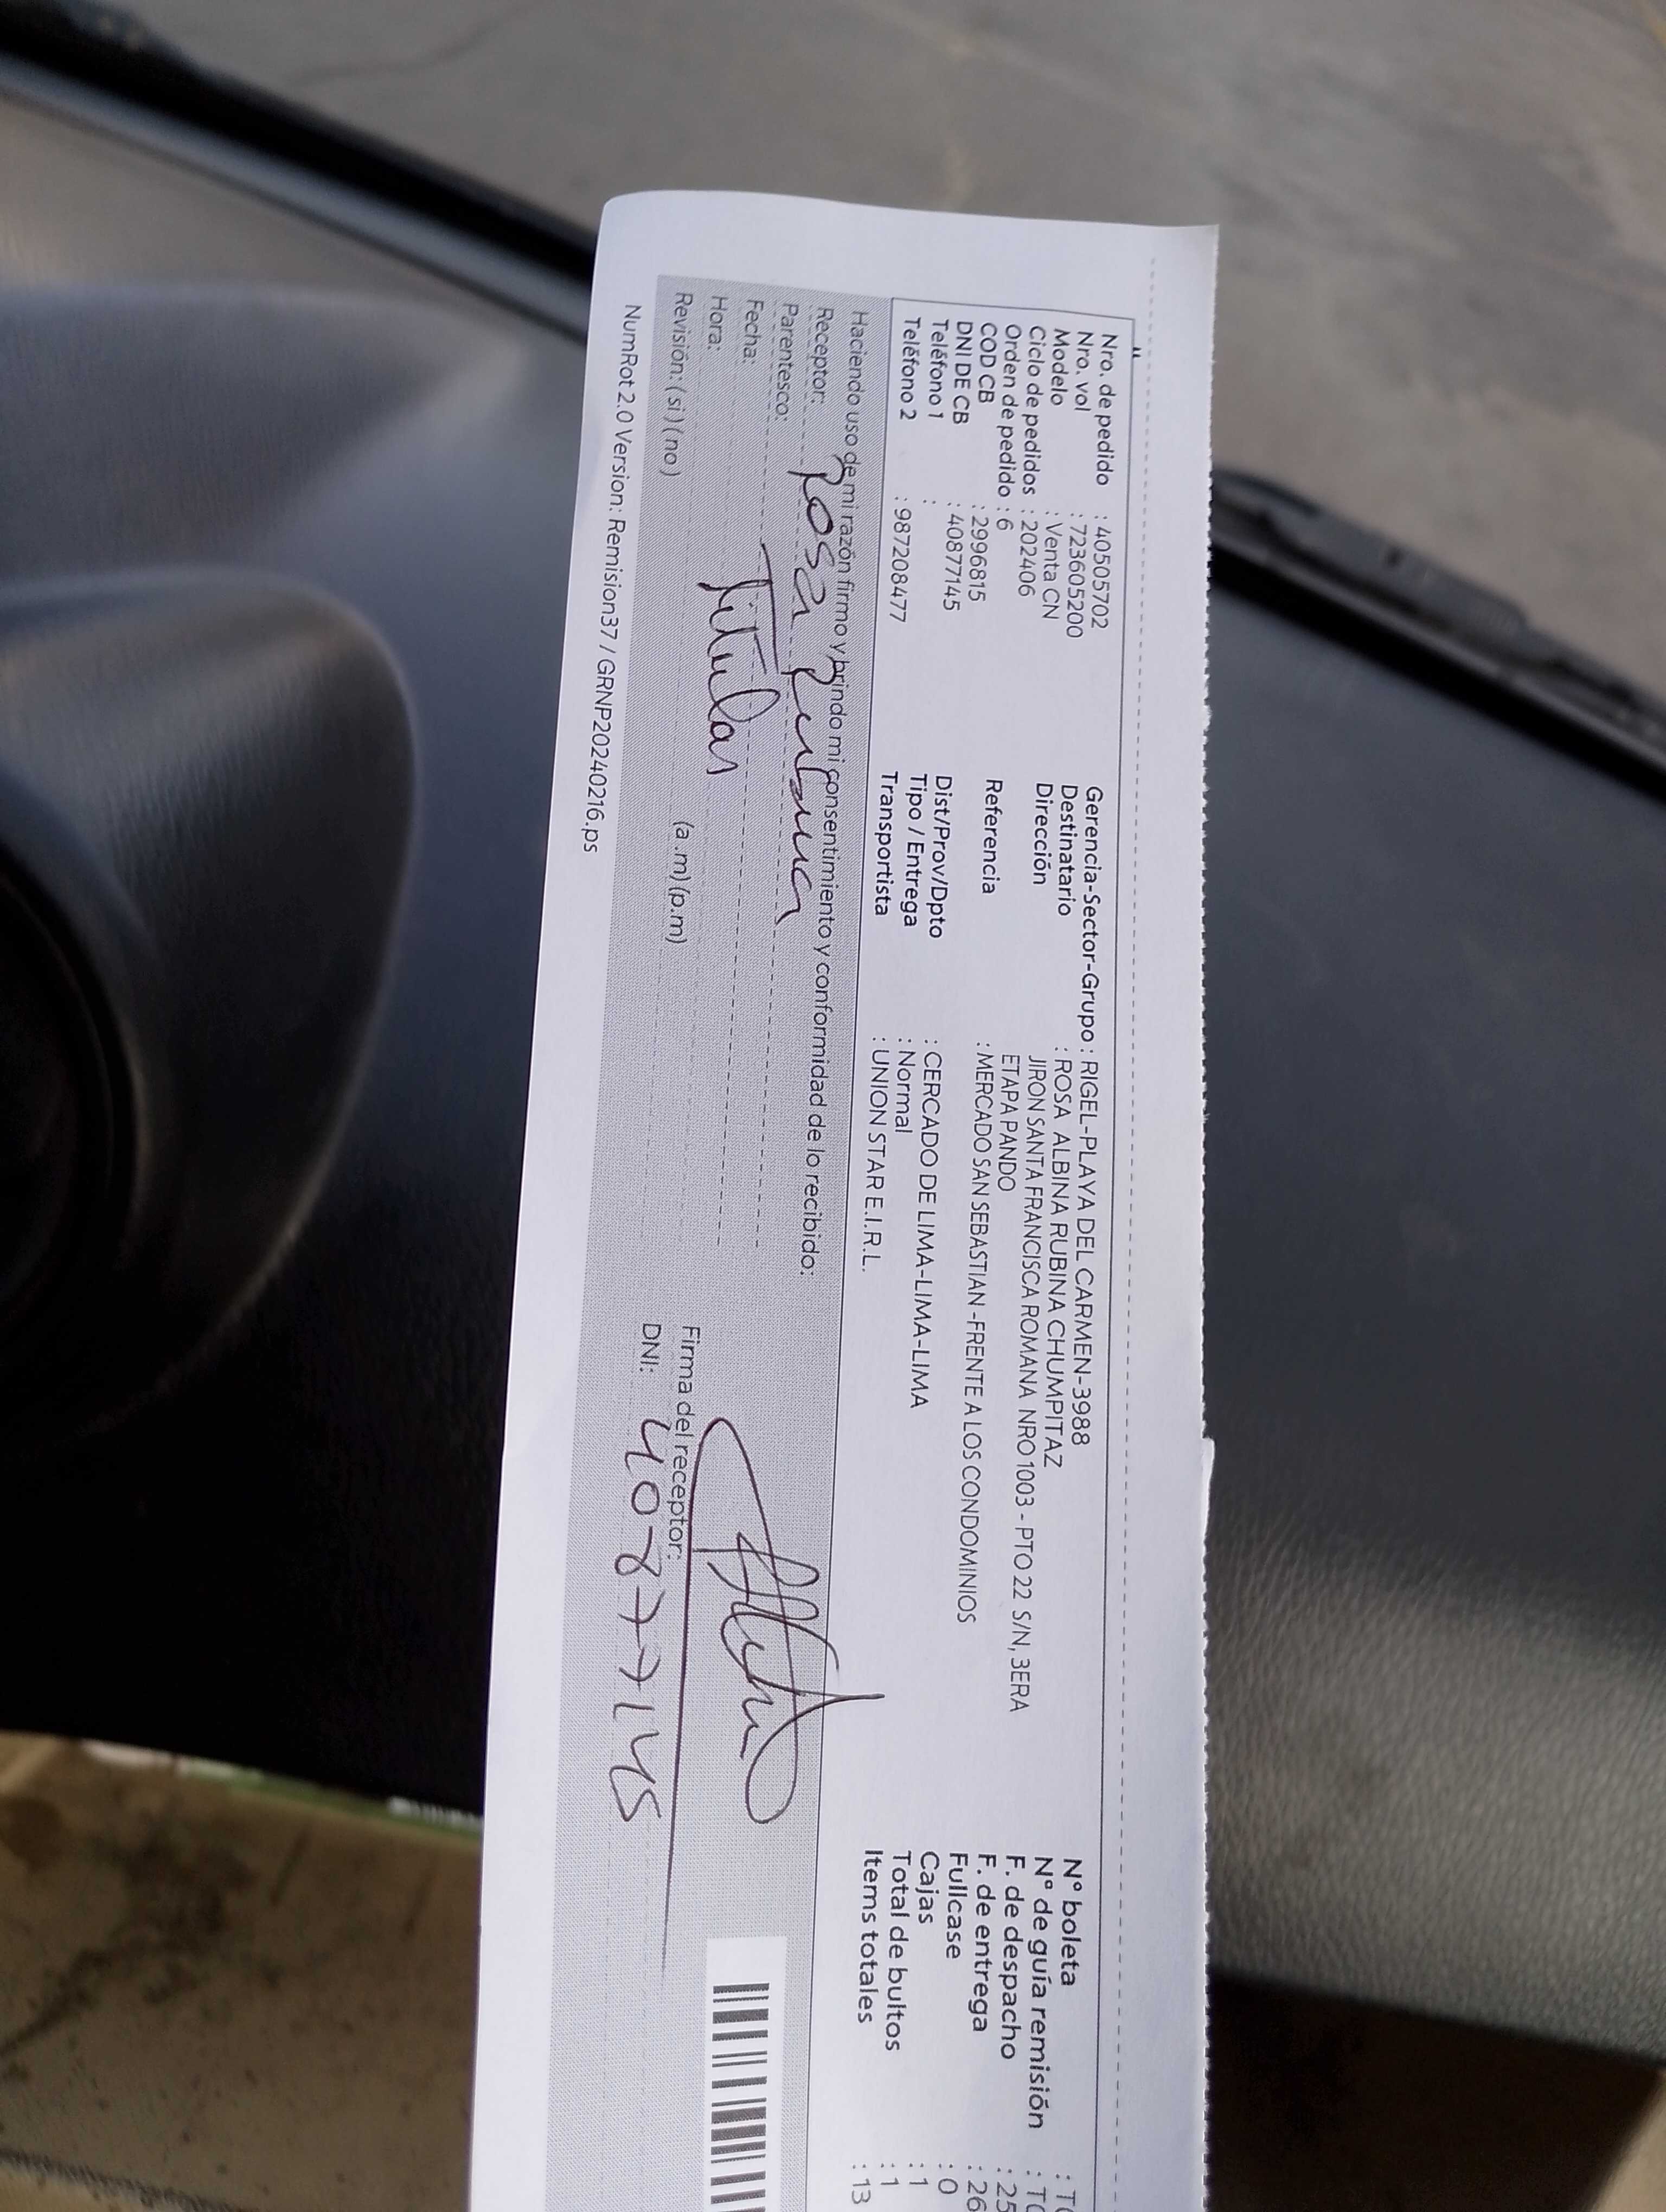 Nro. de pedido : 40505702
Nro. vol : 723605200
Modelo : Venta CN
Ciclo de pedidos : 202406
Orden de pedido : 6
COD CB : 29968​15
DNI DE CB : 40877145
Teléfono 1 :
Teléfono 2 : 987208477
Gerencia-Sector-Grupo : RIGEL-PLAYA DEL CARMEN-3988
Destinatario : ROSA ALBINA RUBINA CHUMPITAZ
Dirección JIRON SANTA FRANCISCA ROMANA NRO 1003 - PTO 22 S/N, 3ERA
ETAPA PANDO
Referencia : MERCADO SAN SEBASTIAN -FRENTE A LOS CONDOMINIOS
Dist/Prov/Dpto : CERCADO DE LIMA-LIMA-LIMA
Tipo / Entrega : Normal
Transportista : UNION STAR E.I.R.L.
N° boleta : T
N° de guía remisión : T
F. de despacho : 25
F. de entrega : 26
Fullcase : 0
Cajas : 1
Total de bultos : 1
Items totales : 13
Haciendo uso de mi razón firmo y brindo mi consentimiento y conformidad de lo recibido:
Receptor: Rosa Rubina
Parentesco: Titular
Fecha:
Hora: (a.m) (p.m)
Revisión: (si) (no)
Firma del receptor:
DNI: 40877145
NumRot 2.0 Version: Remision37 / GRNP20240216.ps